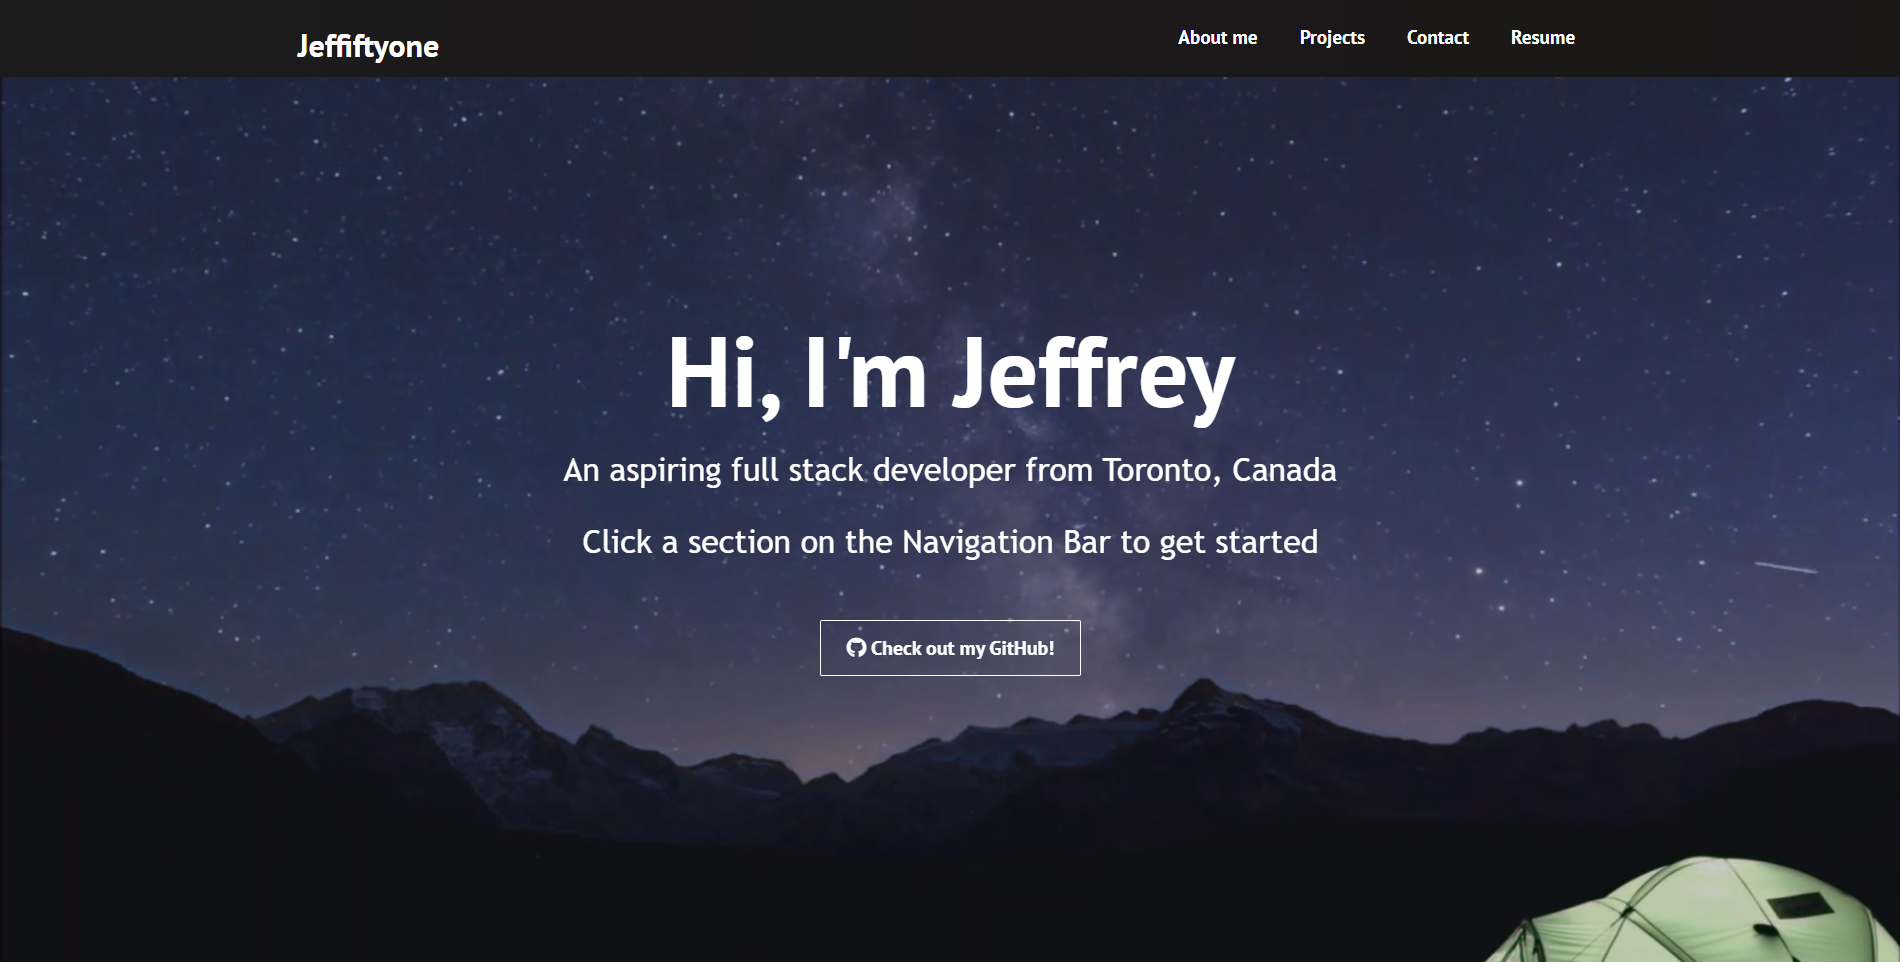 Jeffiftyone
About me
Projects
Contact
Resume
Hi, I'm Jeffrey
An aspiring full stack developer from Toronto, Canada
Click a section on the Navigation Bar to get started
Check out my GitHub!